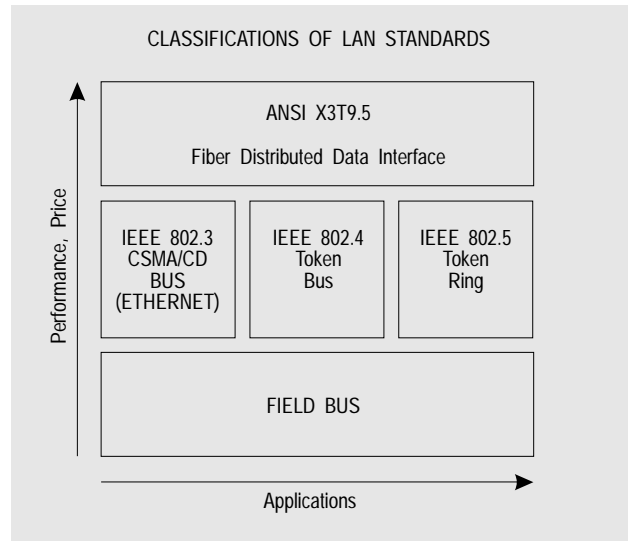 CLASSIFICATIONS OF LAN STANDARDS
ANSI X3T9.5
Fiber Distributed Data Interface
Performance, Price
IEEE 802.3
CSMA/CD
BUS
(ETHERNET)
IEEE 802.4
Token
Bus
IEEE 802.5
Token
Ring
FIELD BUS
Applications